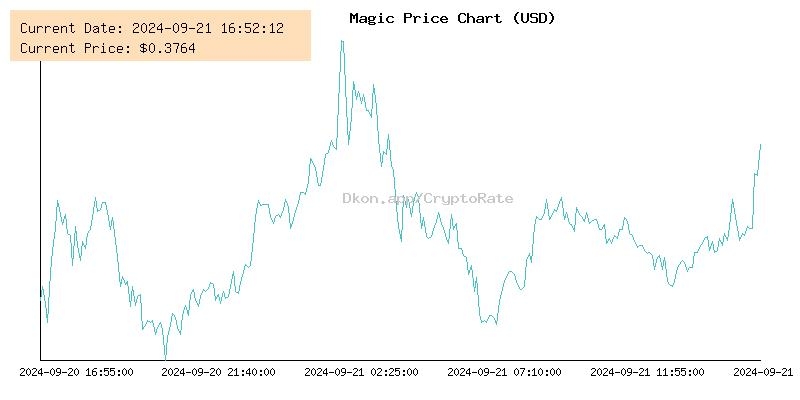 Magic Price Chart (USD)
Current Date: 2024-09-21 16:52:12
Current Price: $0.3764
Dkon.app/CryptoRate
2024-09-20 16:55:00
2024-09-20 21:40:00
2024-09-21 02:25:00
2024-09-21 07:10:00
2024-09-21 11:55:00
2024-09-21